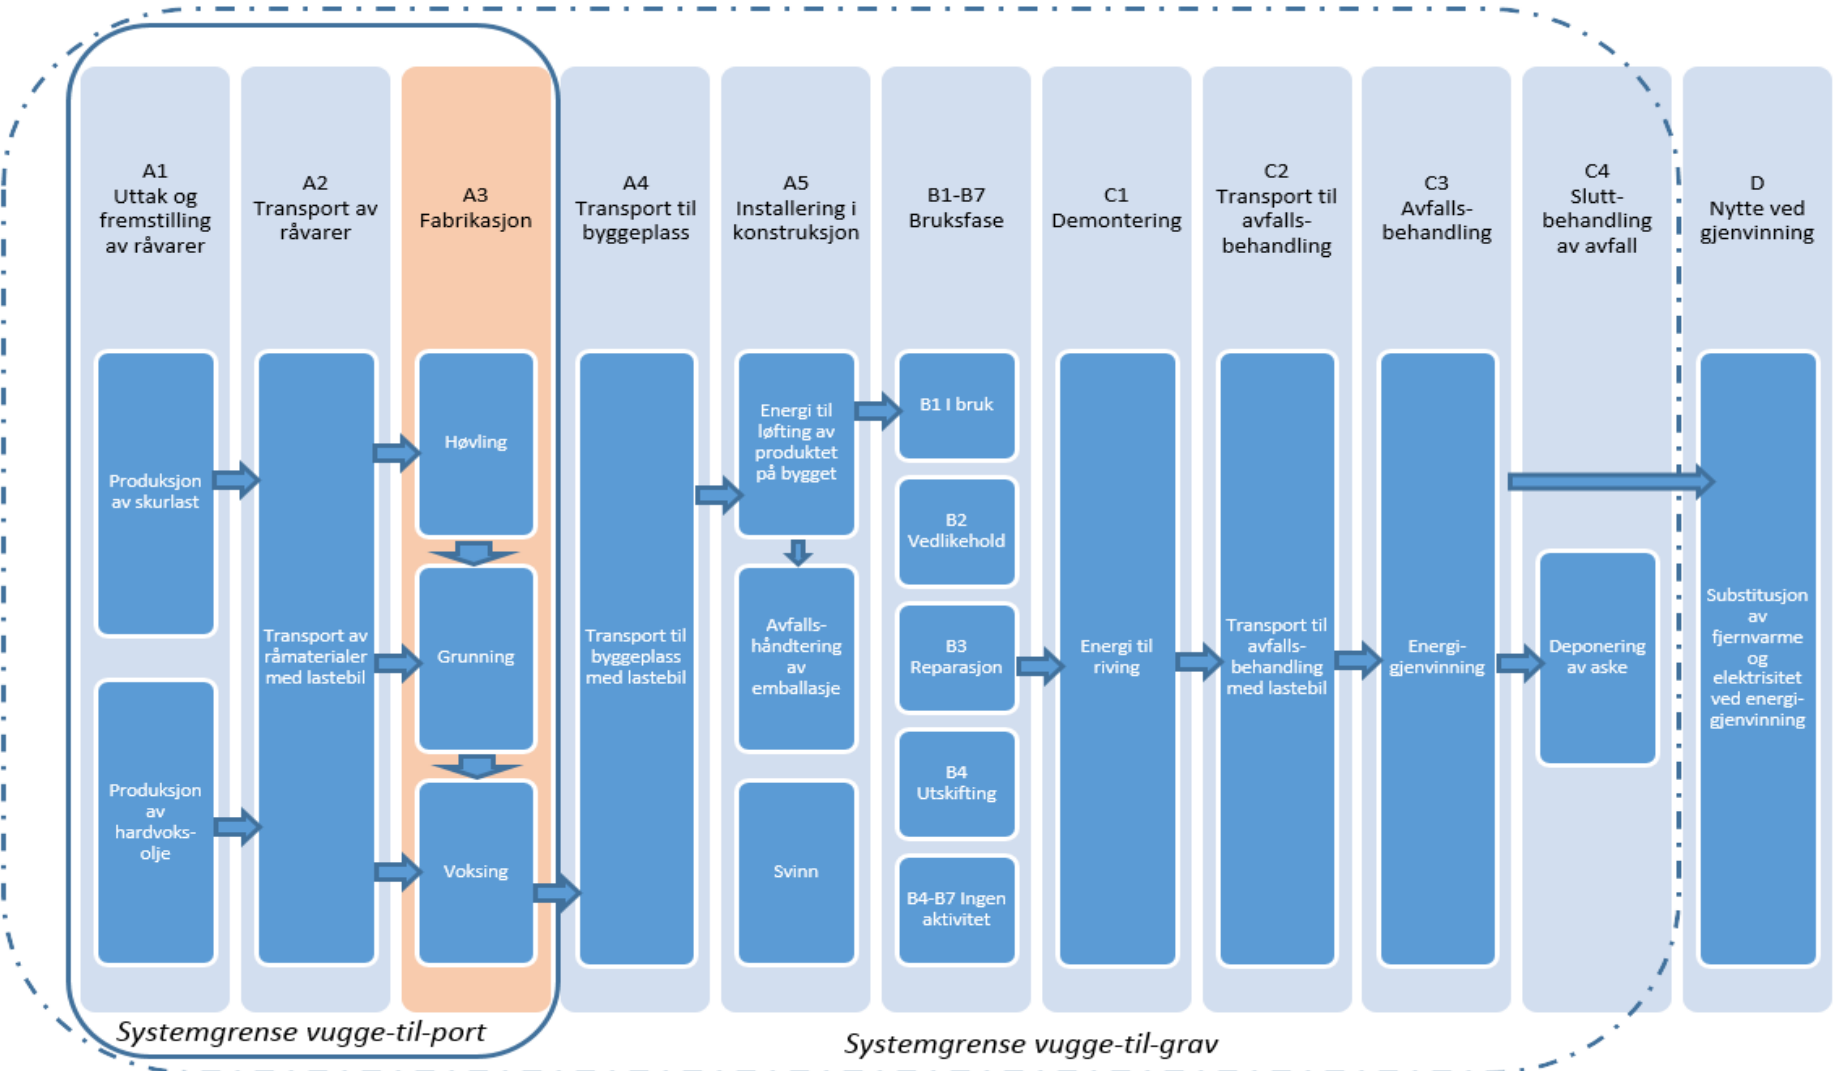 A1
Uttak og
fremstilling
av råvarer
A2
Transport av
råvarer
A3
Fabrikasjon
A4
Transport til
byggeplass
A5
Installering i
konstruksjon
B1-B7
Bruksfase
C1
Demontering
C2
Transport til
avfalls-
behandling
C3
Avfalls-
behandling
C4
Slutt-
behandling
av avfall
D
Nytte ved
gjenvinning
Produksjon
av skurlast
Produksjon
av
hardvoks-
olje
Transport av
råmaterialer
med lastebil
Høvling
Grunning
Voksing
Transport til
byggeplass
med lastebil
Energi til
løfting av
produktet
på bygget
Avfalls-
håndtering
av
emballasje
Svinn
B1 I bruk
B2
Vedlikehold
B3
Reparasjon
B4
Utskifting
B4-B7 Ingen
aktivitet
Energi til
riving
Transport til
avfalls-
behandling
med lastebil
Energi-
gjenvinning
Deponering
av aske
Substitusjon
av
fjernvarme
og
elektrisitet
ved energi-
gjenvinning
Systemgrense vugge-til-port
Systemgrense vugge-til-grav